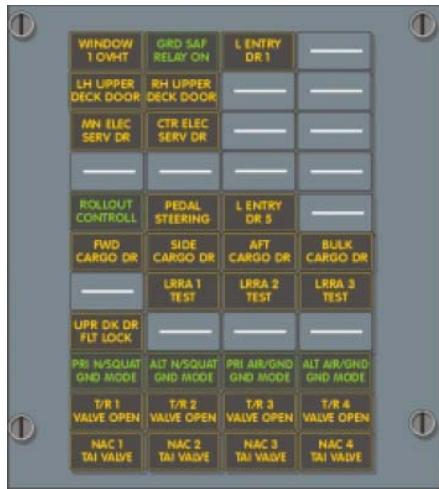 WINDOW 1 OVHT
GRD SAF RELAY ON
L ENTRY DR 1
LH UPPER DECK DOOR
RH UPPER DECK DOOR
MN ELEC SERV DR
CTR ELEC SERV DR
ROLLOUT CONTROLL
PEDAL STEERING
L ENTRY DR 5
FWD CARGO DR
SIDE CARGO DR
AFT CARGO DR
BULK CARGO DR
LRRA 1 TEST
LRRA 2 TEST
LRRA 3 TEST
UPR DK DR FLT LOCK
PRI N/SQUAT GND MODE
ALT N/SQUAT GND MODE
PRI AIR/GND GND MODE
ALT AIR/GND GND MODE
T/R 1 VALVE OPEN
T/R 2 VALVE OPEN
T/R 3 VALVE OPEN
T/R 4 VALVE OPEN
NAC 1 TAI VALVE
NAC 2 TAI VALVE
NAC 3 TAI VALVE
NAC 4 TAI VALVE